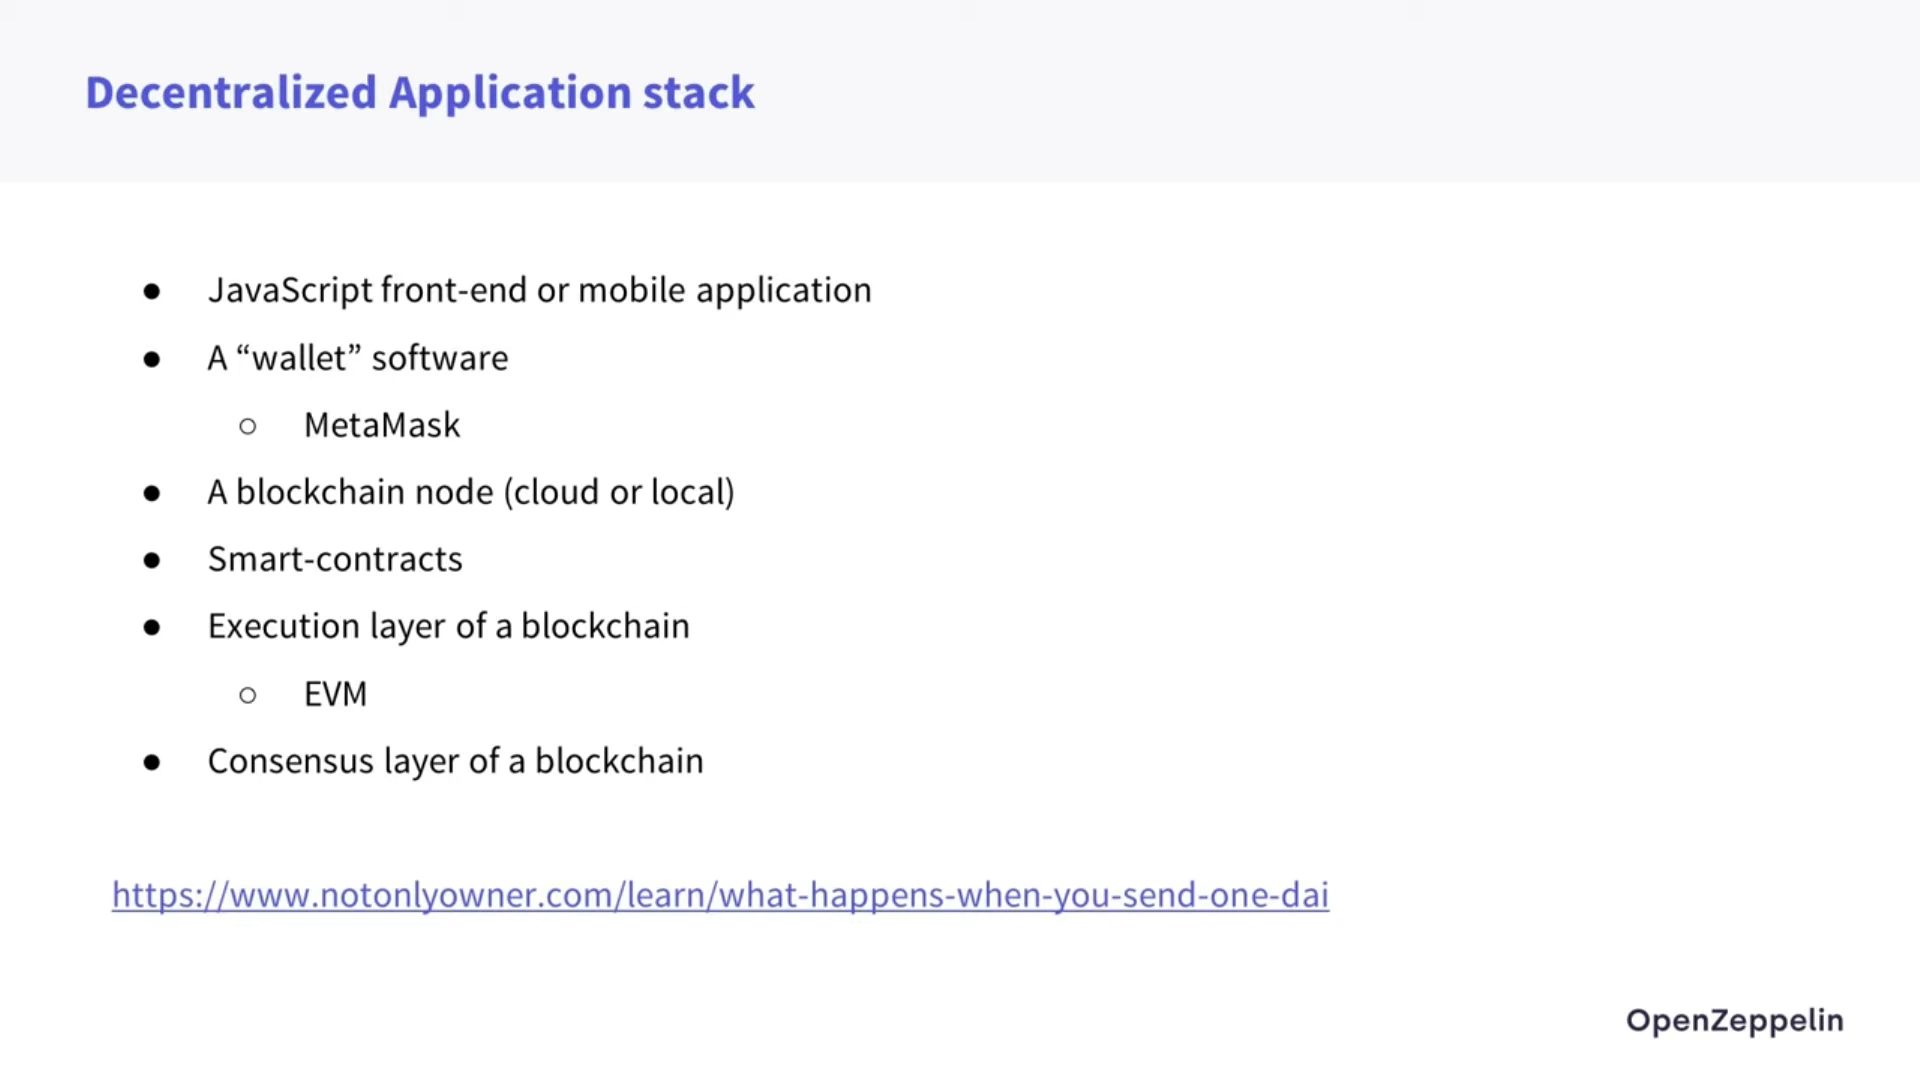 Decentralized Application stack
● JavaScript front-end or mobile application
● A “wallet” software
○ MetaMask
● A blockchain node (cloud or local)
● Smart-contracts
● Execution layer of a blockchain
○ EVM
● Consensus layer of a blockchain
https://www.notonlyowner.com/learn/what-happens-when-you-send-one-dai
OpenZeppelin